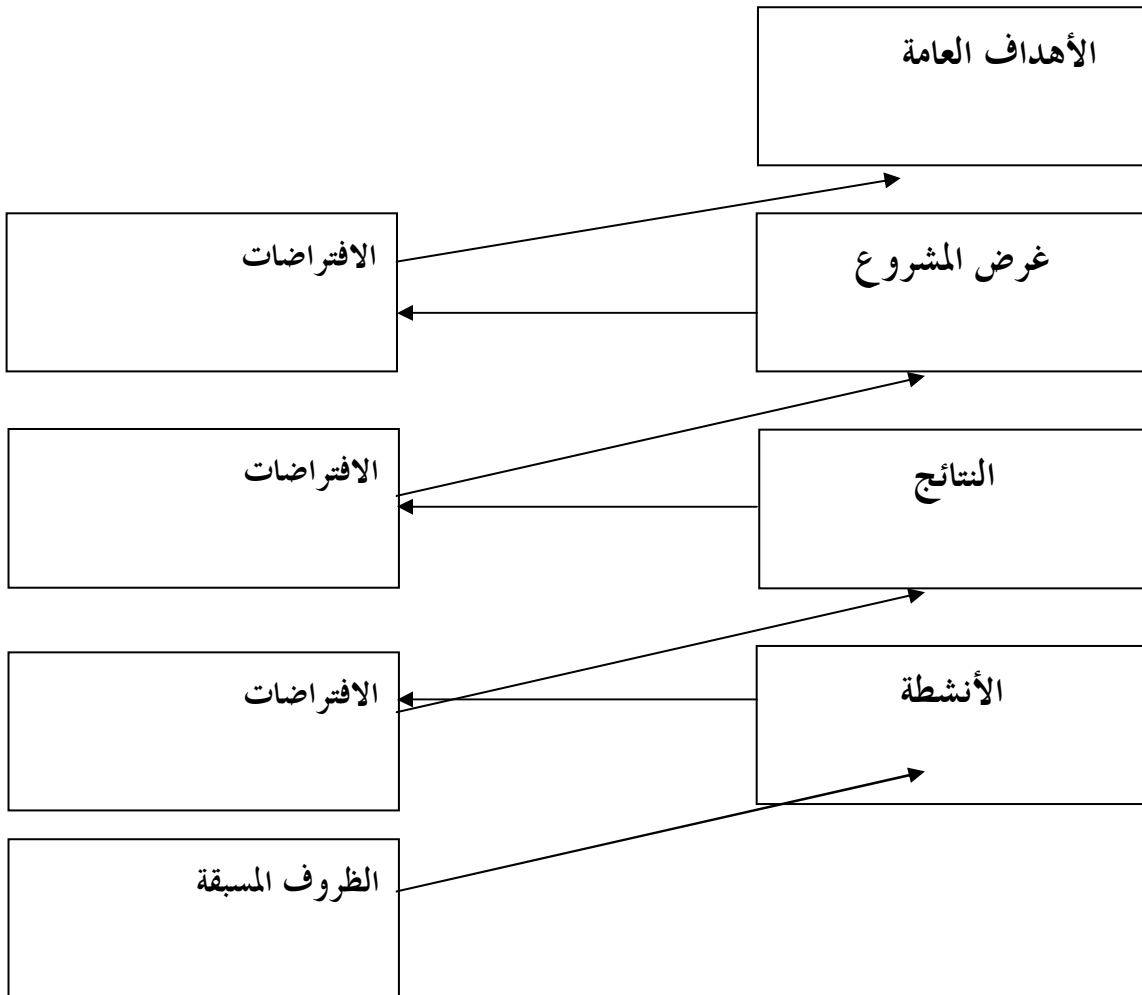 الأهداف العامة
غرض المشروع
الافتراضات
النتائج
الافتراضات
الأنشطة
الافتراضات
الظروف المسبقة